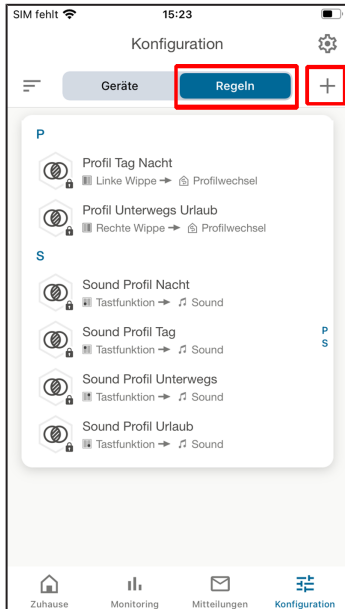 SIM fehlt 15:23
Konfiguration
Geräte Regeln
P
Profil Tag Nacht
Linke Wippe → Profilwechsel
Profil Unterwegs Urlaub
Rechte Wippe → Profilwechsel
S
Sound Profil Nacht
Tastfunktion → Sound
Sound Profil Tag
Tastfunktion → Sound
Sound Profil Unterwegs
Tastfunktion → Sound
Sound Profil Urlaub
Tastfunktion → Sound
P
S
Zuhause Monitoring Mitteilungen Konfiguration